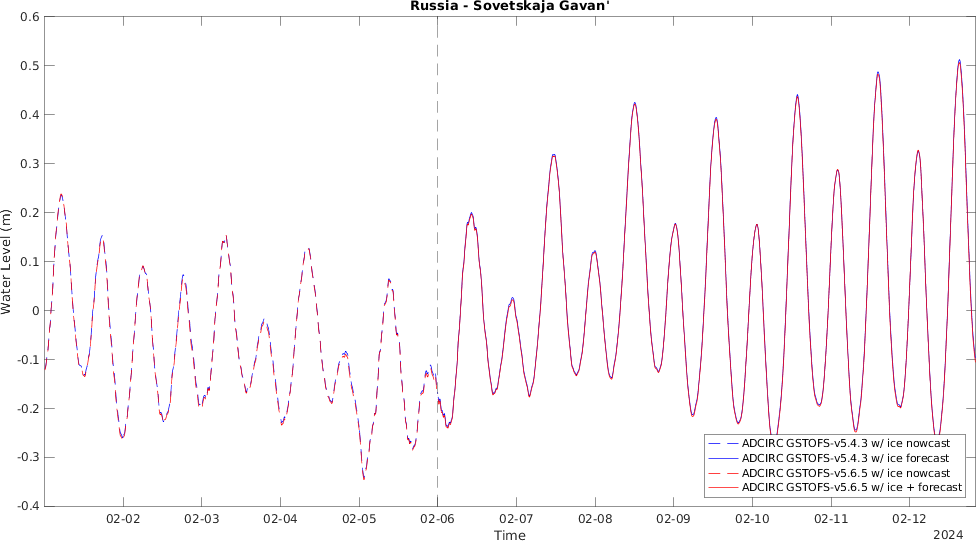 Russia - Sovetskaja Gavan'
0.6
0.5
0.4
0.3
0.2
0.1
0
-0.1
-0.2
-0.3
-0.4
Water Level (m)
ADCIRC GSTOFS-v5.4.3 w/ ice nowcast
ADCIRC GSTOFS-v5.4.3 w/ ice forecast
ADCIRC GSTOFS-v5.6.5 w/ ice nowcast
ADCIRC GSTOFS-v5.6.5 w/ ice + forecast
02-02 02-03 02-04 02-05 02-06 02-07 02-08 02-09 02-10 02-11 02-12
Time
2024